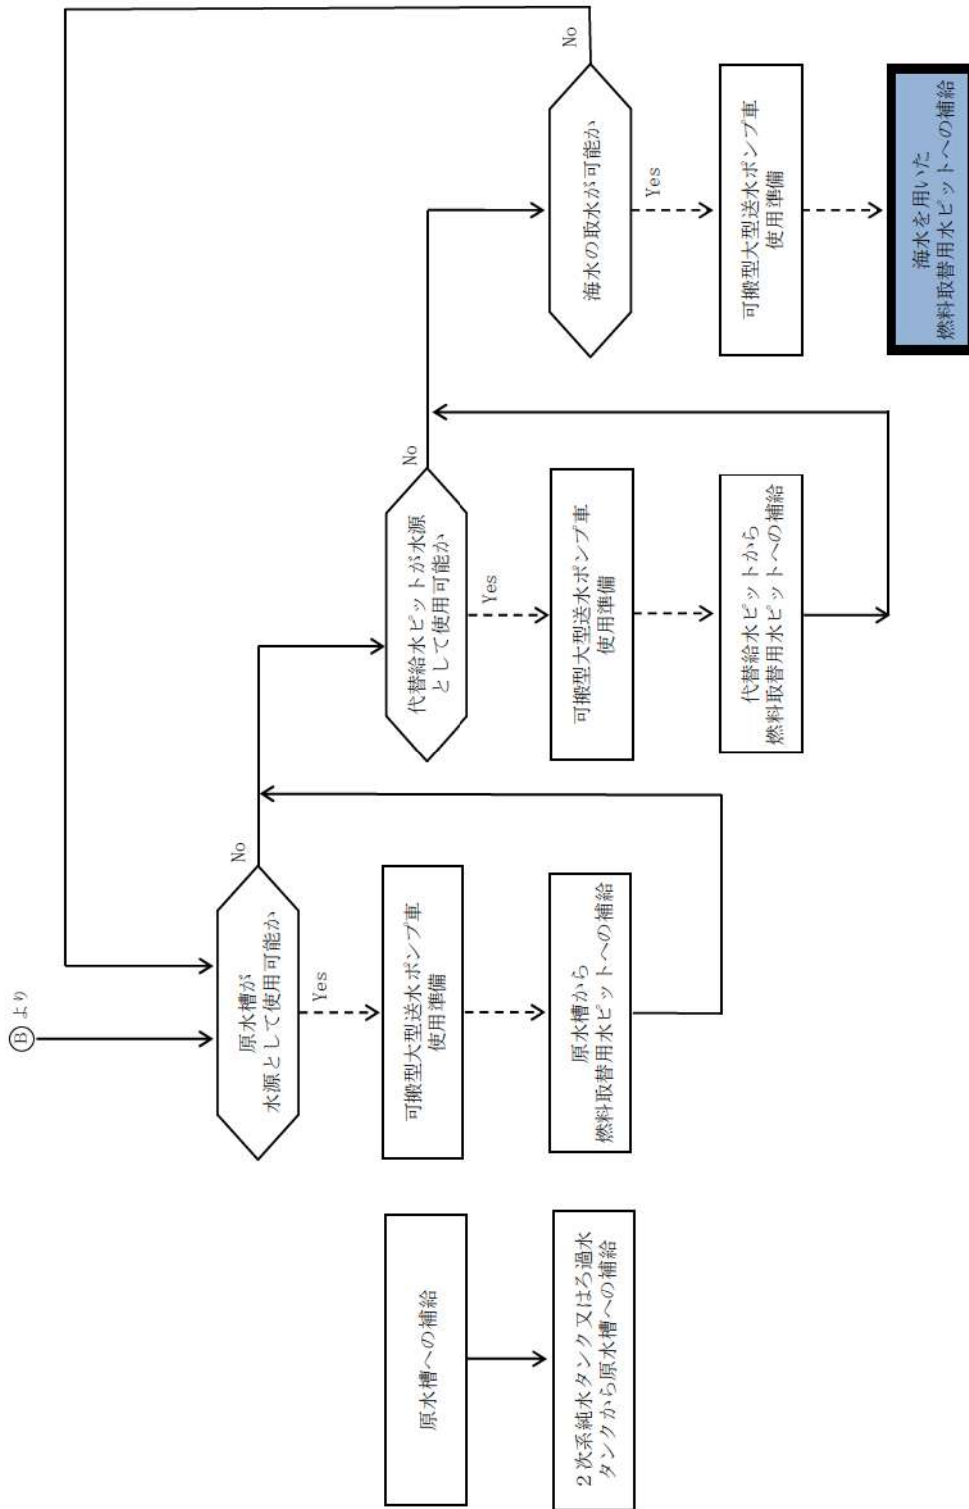 Ⓑより
原水槽が
水源として使用可能か
No
Yes
可搬型大型送水ポンプ車
使用準備
原水槽から
燃料取替用水ピットへの補給
原水槽への補給
2次系純水タンク又はろ過水
タンクから原水槽への補給
代替給水ピットが水源
として使用可能か
No
Yes
可搬型大型送水ポンプ車
使用準備
代替給水ピットから
燃料取替用水ピットへの補給
海水の取水が可能か
No
Yes
可搬型大型送水ポンプ車
使用準備
海水を用いた
燃料取替用水ピットへの補給